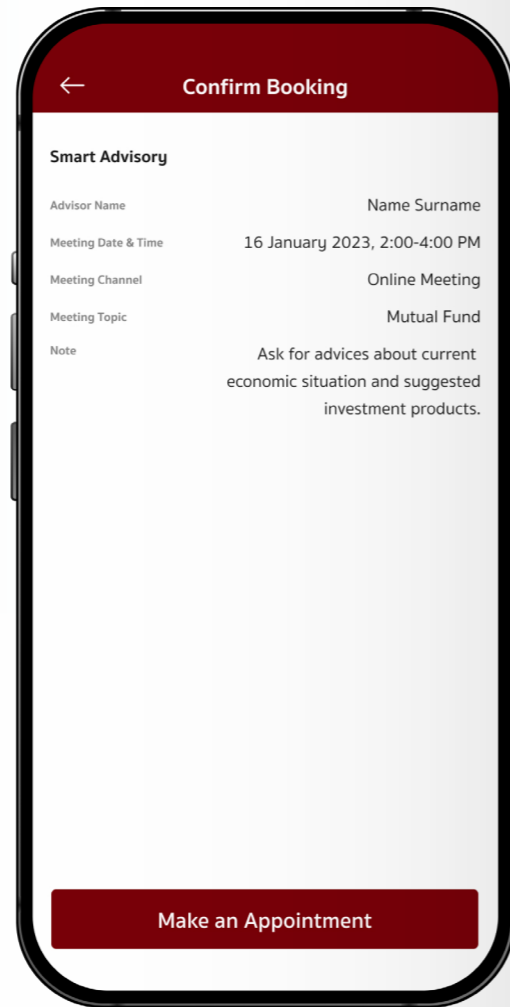 Confirm Booking
Smart Advisory
Advisor Name Name Surname
Meeting Date & Time 16 January 2023, 2:00-4:00 PM
Meeting Channel Online Meeting
Meeting Topic Mutual Fund
Note Ask for advices about current
economic situation and suggested
investment products.
Make an Appointment